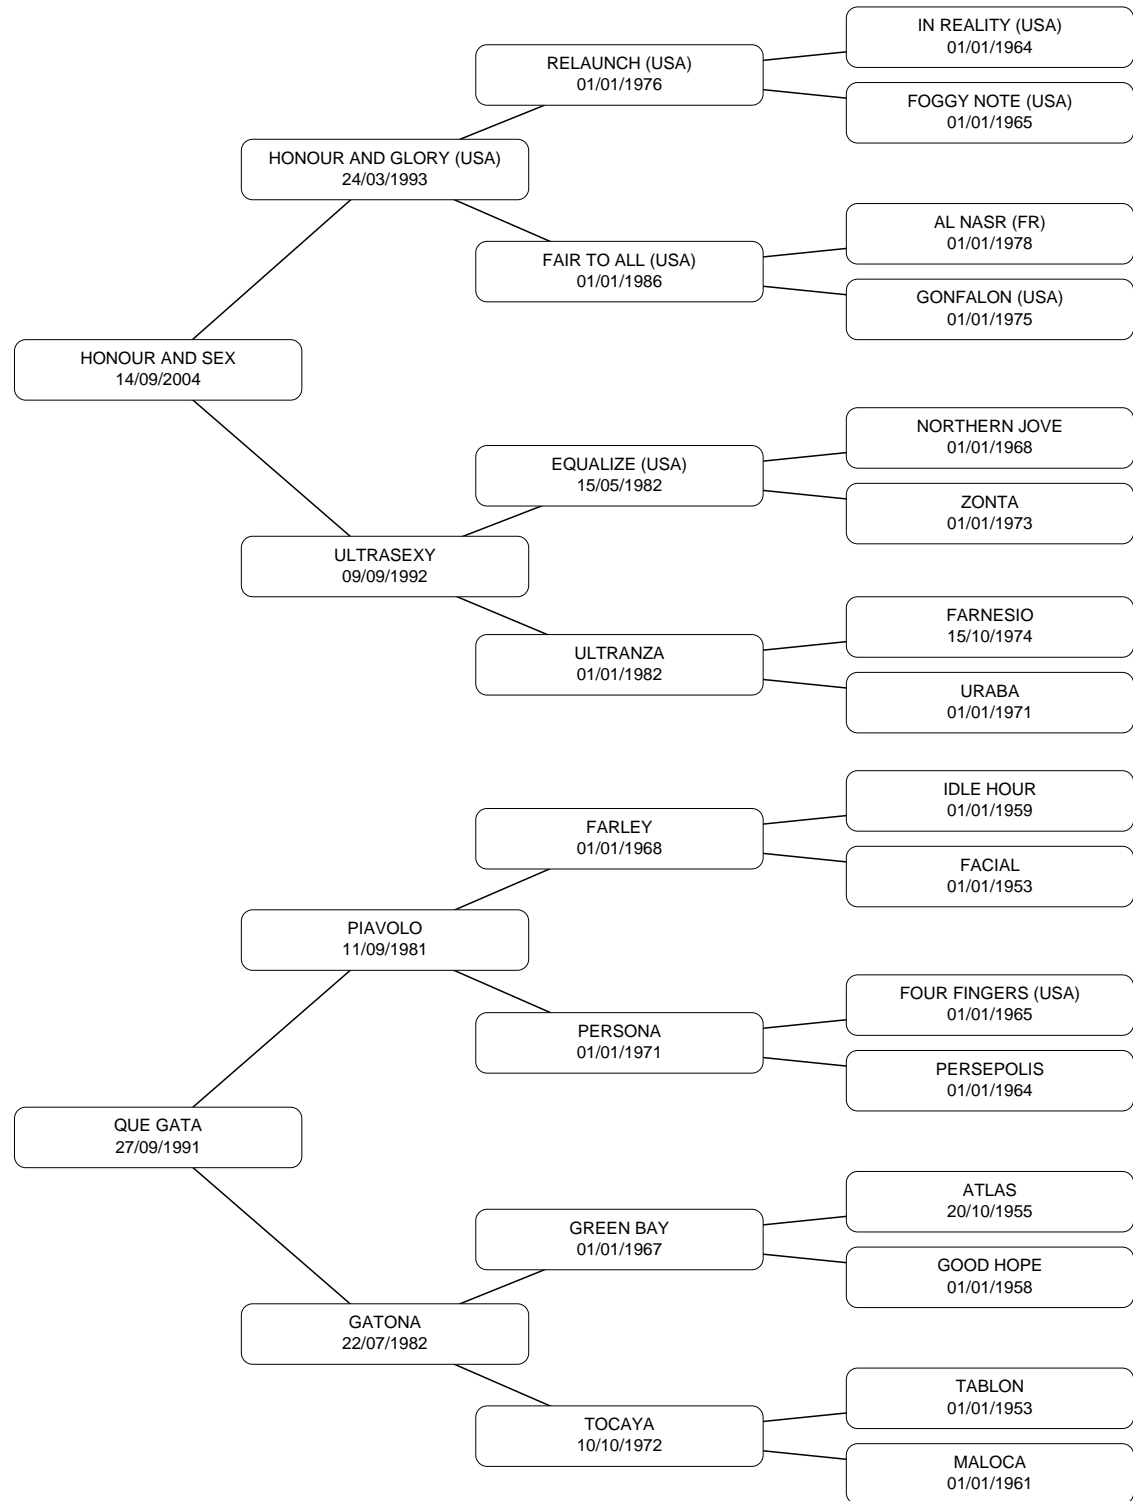 IN REALITY (USA)
01/01/1964
RELAUNCH (USA)
01/01/1976
FOGGY NOTE (USA)
01/01/1965
HONOUR AND GLORY (USA)
24/03/1993
AL NASR (FR)
01/01/1978
FAIR TO ALL (USA)
01/01/1986
GONFALON (USA)
01/01/1975
HONOUR AND SEX
14/09/2004
NORTHERN JOVE
01/01/1968
EQUALIZE (USA)
15/05/1982
ZONTA
01/01/1973
ULTRASEXY
09/09/1992
FARNESIO
15/10/1974
ULTRANZA
01/01/1982
URABA
01/01/1971
IDLE HOUR
01/01/1959
FARLEY
01/01/1968
FACIAL
01/01/1953
PIAVOLO
11/09/1981
FOUR FINGERS (USA)
01/01/1965
PERSONA
01/01/1971
PERSEPOLIS
01/01/1964
QUE GATA
27/09/1991
ATLAS
20/10/1955
GREEN BAY
01/01/1967
GOOD HOPE
01/01/1958
GATONA
22/07/1982
TABLON
01/01/1953
TOCAYA
10/10/1972
MALOCA
01/01/1961